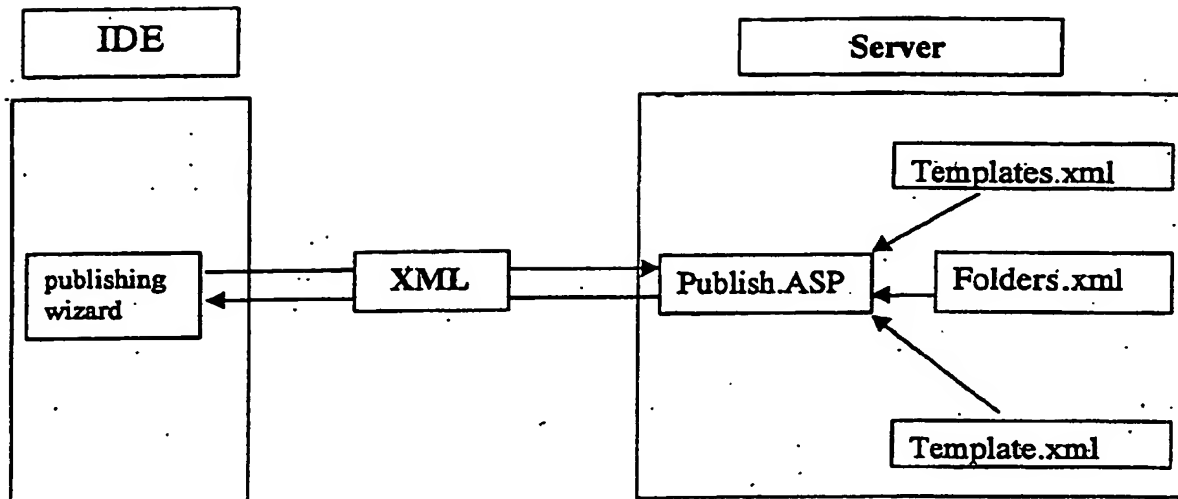 IDE
Server
Templates.xml
publishing
wizard
XML
Publish.ASP
Folders.xml
Template.xml